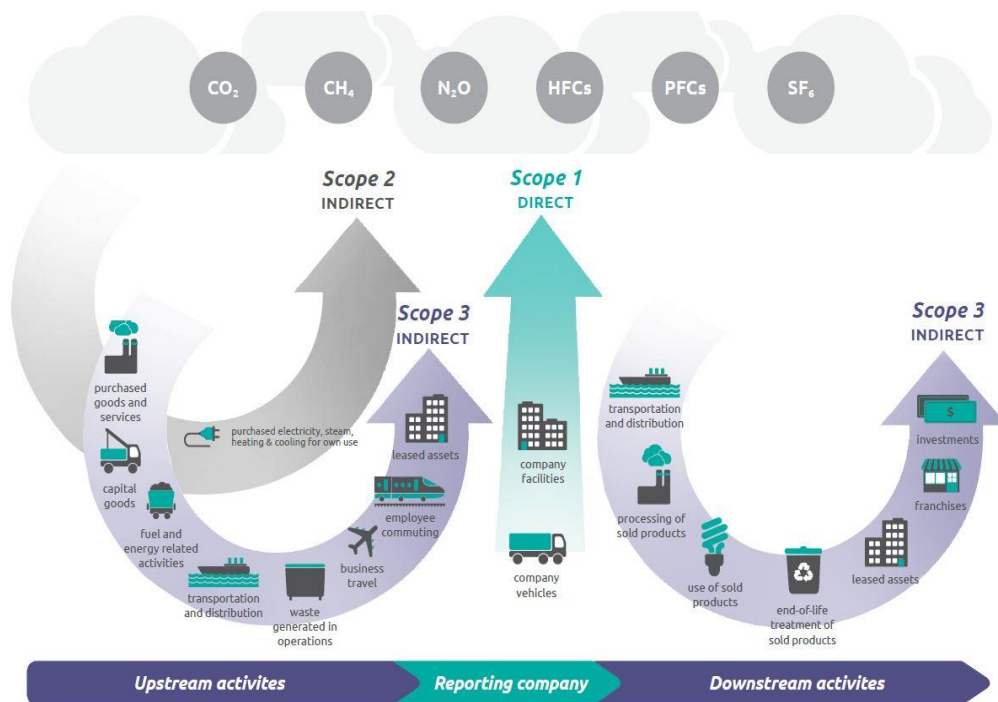 CO₂
CH₄
N₂O
HFCs
PFCs
SF₆
Scope 2
INDIRECT
Scope 1
DIRECT
Scope 3
INDIRECT
Scope 3
INDIRECT
purchased
goods and
services
capital
goods
fuel and
energy related
activities
purchased electricity, steam,
heating & cooling for own use
transportation
and distribution
waste
generated in
operations
business
travel
employee
commuting
leased assets
company
facilities
company
vehicles
transportation
and distribution
processing of
sold products
use of sold
products
end-of-life
treatment of
sold products
leased assets
franchises
$
investments
Upstream activites
Reporting company
Downstream activites